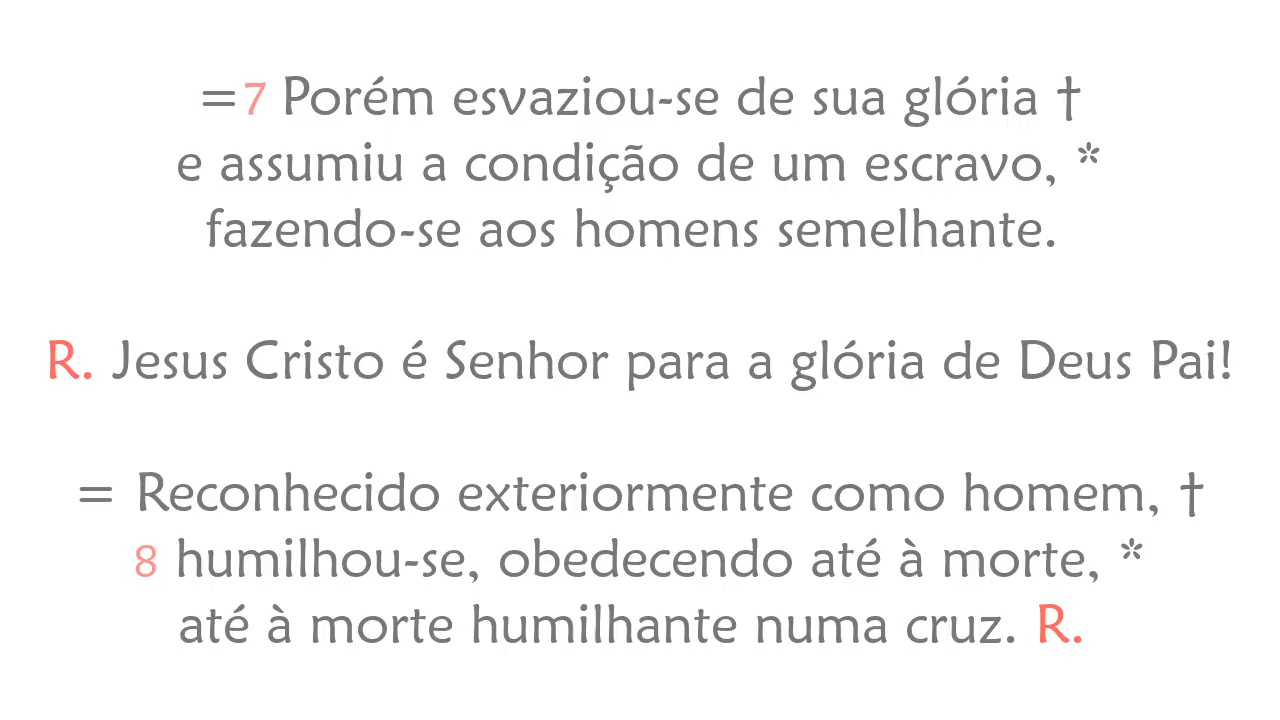 =7 Porém esvaziou-se de sua glória †
e assumiu a condição de um escravo, *
fazendo-se aos homens semelhante.
R. Jesus Cristo é Senhor para a glória de Deus Pai!
= Reconhecido exteriormente como homem, †
8 humilhou-se, obedecendo até à morte, *
até à morte humilhante numa cruz. R.